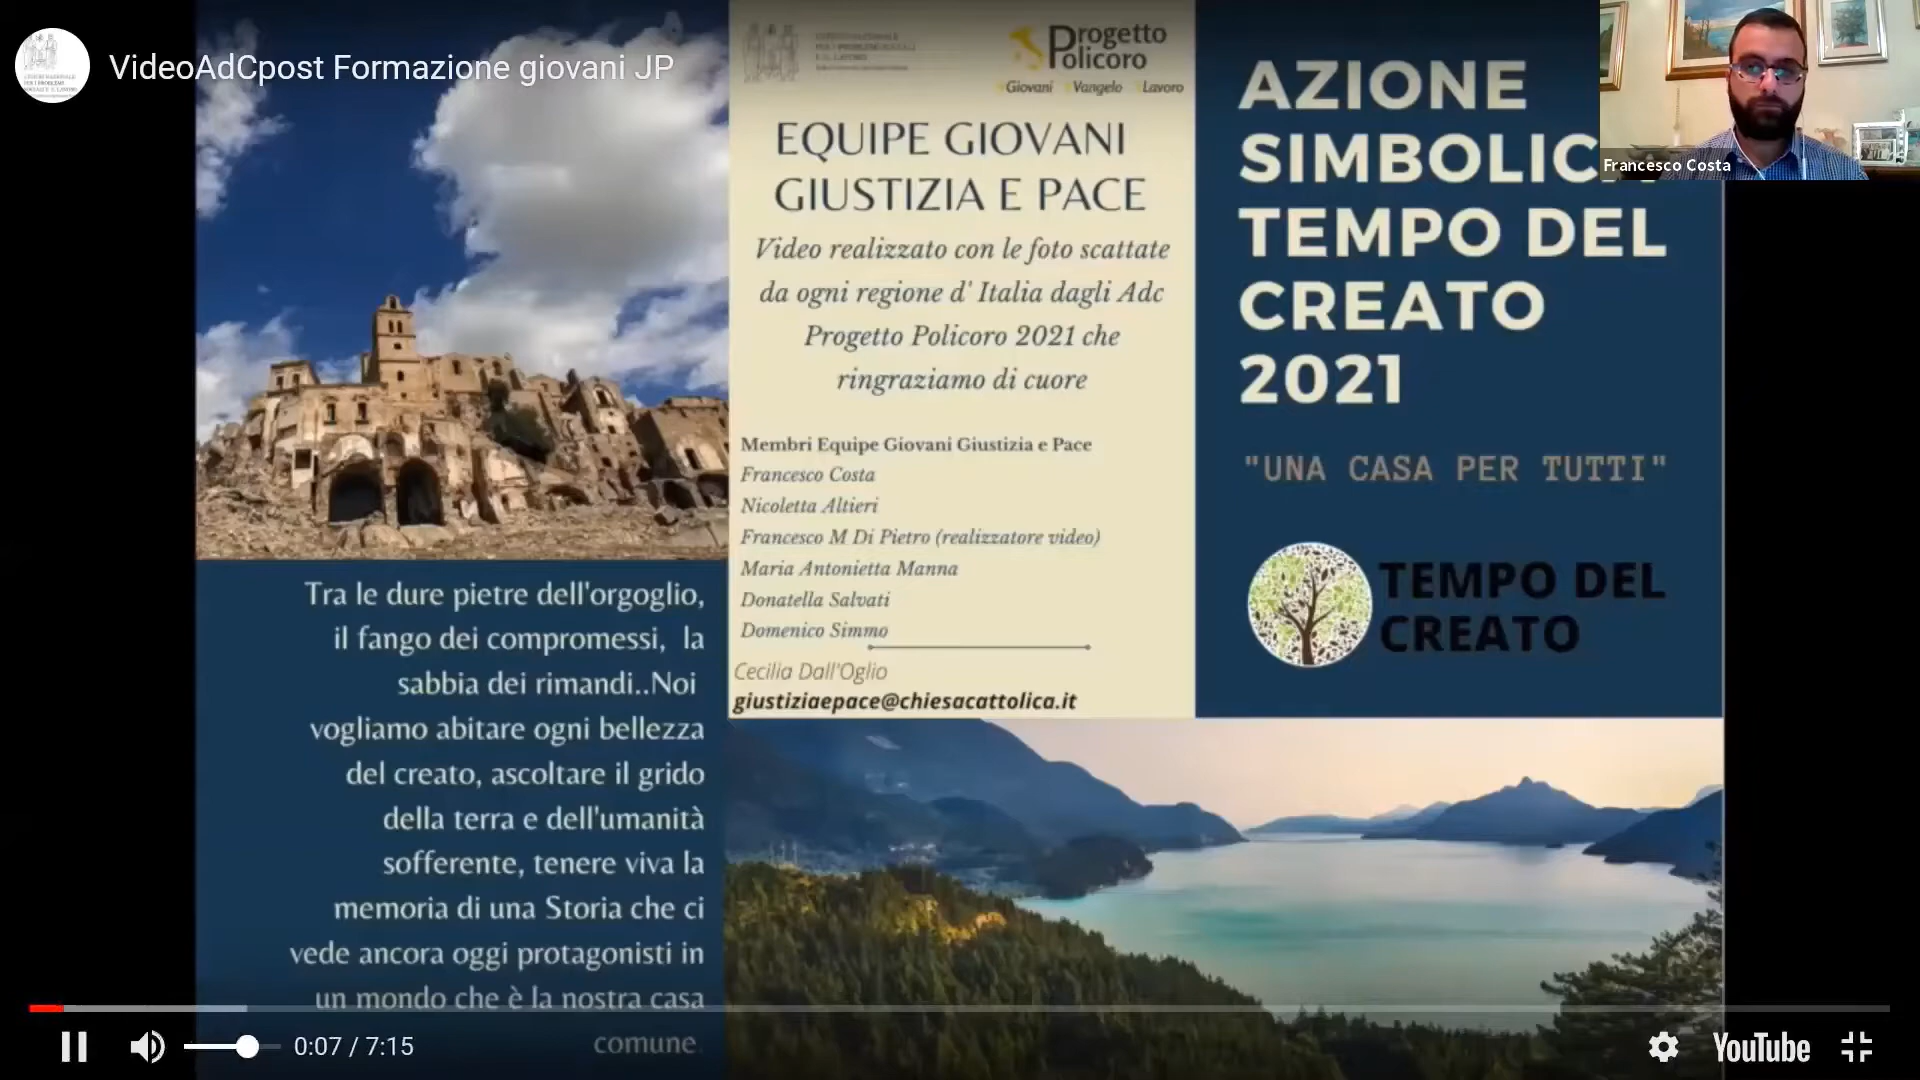 VideoAdCpost Formazione giovani JP
Progetto
Policoro
Giovani Vangelo Lavoro
EQUIPE GIOVANI
GIUSTIZIA E PACE
Video realizzato con le foto scattate
da ogni regione d' Italia dagli Adc
Progetto Policoro 2021 che
ringraziamo di cuore
Membri Equipe Giovani Giustizia e Pace
Francesco Costa
Nicoletta Altieri
Francesco M Di Pietro (realizzatore video)
Maria Antonietta Manna
Donatella Salvati
Domenico Simmo
Cecilia Dall'Oglio
giustiziaepace@chiesacattolica.it
AZIONE
SIMBOLICA
TEMPO DEL
CREATO
2021
"UNA CASA PER TUTTI"
TEMPO DEL
CREATO
Francesco Costa
Tra le dure pietre dell'orgoglio,
il fango dei compromessi, la
sabbia dei rimandi..Noi
vogliamo abitare ogni bellezza
del creato, ascoltare il grido
della terra e dell'umanità
sofferente, tenere viva la
memoria di una Storia che ci
vede ancora oggi protagonisti in
un mondo che è la nostra casa
comune.
0:07 / 7:15
YouTube